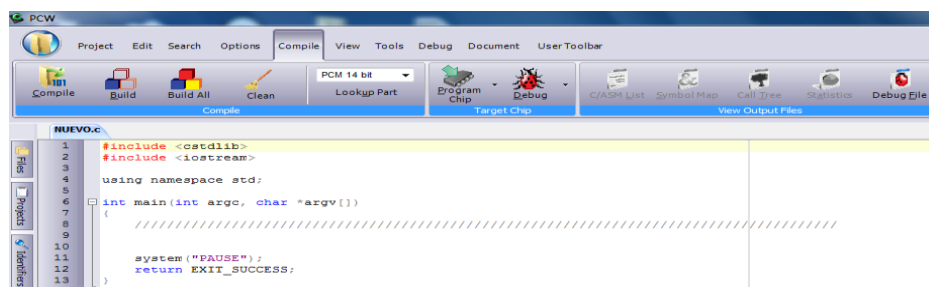 PCW
Project Edit Search Options Compile View Tools Debug Document User Toolbar
Compile Build Build All Clean PCM 14 bit Lookup Part Program Chip Debug C/ASM List Symbol Map Call Tree Statistics Debug File
Compile Target Chip View Output Files
NUEVO.c
Files
Projects
Identifiers
1 #include <cstdlib>
2 #include <iostream>
3
4 using namespace std;
5
6 int main(int argc, char *argv[])
7 {
8 ///////////////////////////////////////////////////////////////////////////////////////
9
10
11 system("PAUSE");
12 return EXIT_SUCCESS;
13 }